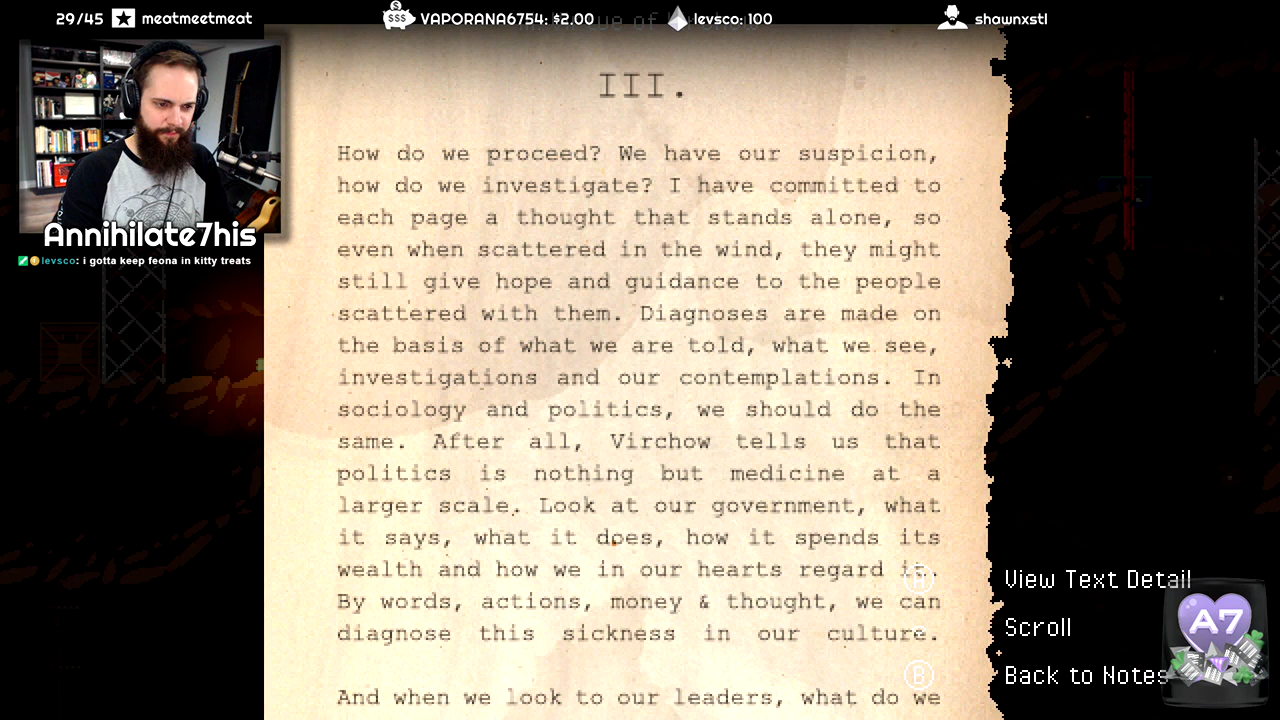 29/45 meatmeetmeat
$$$ VAPORANA6754: $2.00
levsco: 100
shawnxstl
Annihilate7his
levsco: i gotta keep feona in kitty treats
III.
How do we proceed? We have our suspicion,
how do we investigate? I have committed to
each page a thought that stands alone, so
even when scattered in the wind, they might
still give hope and guidance to the people
scattered with them. Diagnoses are made on
the basis of what we are told, what we see,
investigations and our contemplations. In
sociology and politics, we should do the
same. After all, Virchow tells us that
politics is nothing but medicine at a
larger scale. Look at our government, what
it says, what it does, how it spends its
wealth and how we in our hearts regard it.
By words, actions, money & thought, we can
diagnose this sickness in our culture.
And when we look to our leaders, what do we
View Text Detail
Scroll
B Back to Notes
A7